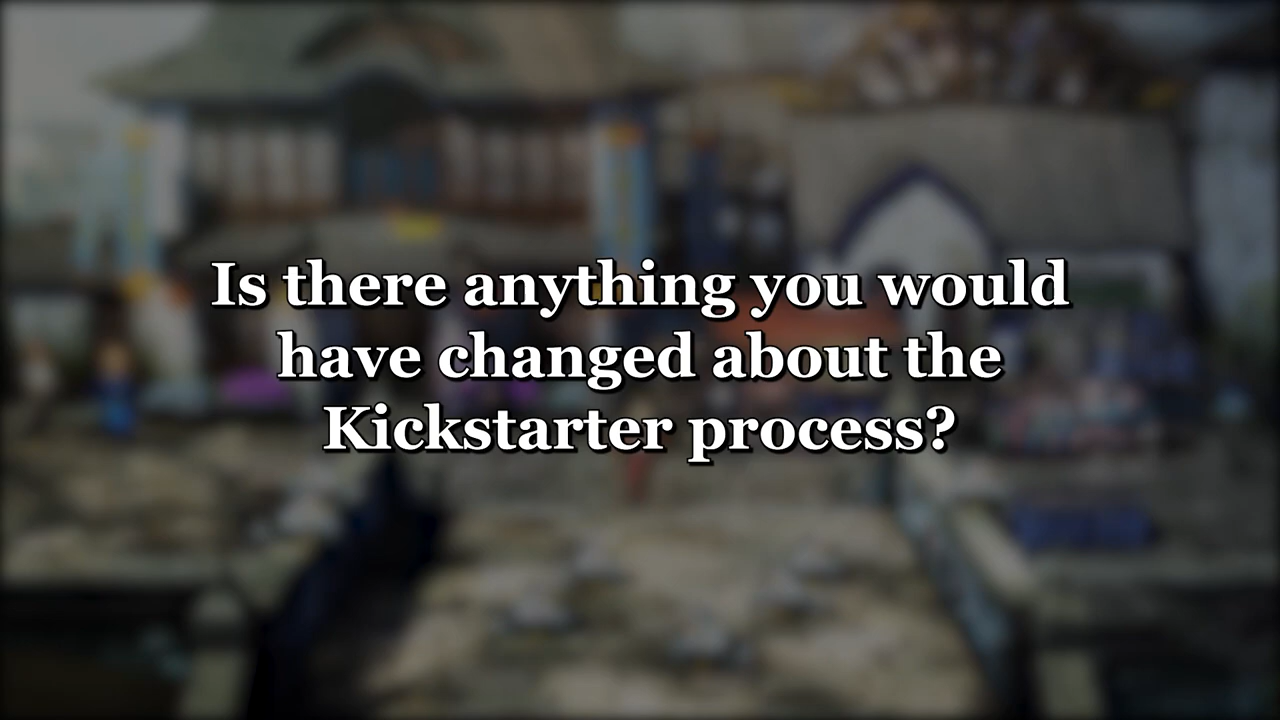 Is there anything you would
have changed about the
Kickstarter process?